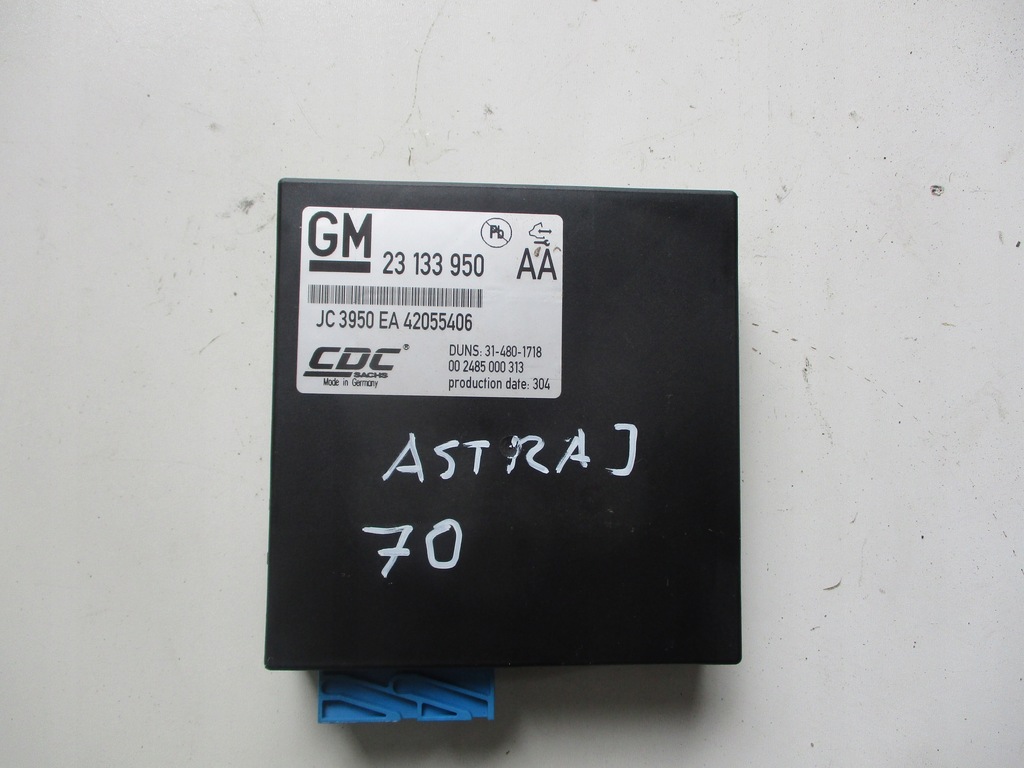 GM
Pb
23 133 950 AA
JC 3950 EA 42055406
CDC®
SACHS
Made in Germany
DUNS: 31-480-1718
00 2485 000 313
production date: 304
ASTRA J
70